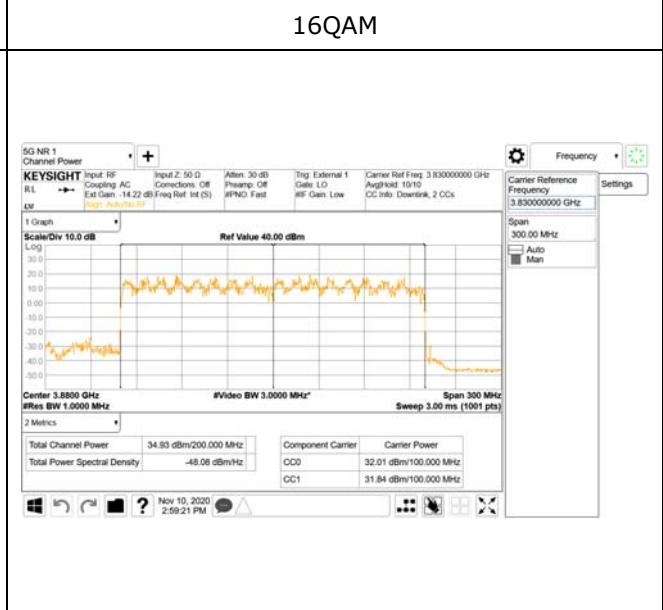 16QAM
5G NR 1
Channel Power
Frequency
KEYSIGHT
Input: RF
Input Z: 50 Ω
Atten: 30 dB
Trig: External 1
Carrier Ref Freq: 3.830000000 GHz
RL
Coupling: AC
Corrections: Off
Preamp: Off
Gate: LO
Avg|Hold: 10/10
Ext Gain: -14.22 dB
Freq Ref: Int (S)
#PNO: Fast
#IF Gain: Low
CC Info: Downlink, 2 CCs
Align: Auto/No RF
Carrier Reference
Frequency
3.830000000 GHz
Settings
Span
300.00 MHz
Auto
Man
1 Graph
Scale/Div 10.0 dB
Ref Value 40.00 dBm
Log
30.0
20.0
10.0
0.00
-10.0
-20.0
-30.0
-40.0
-50.0
Center 3.8800 GHz
#Video BW 3.0000 MHz*
Span 300 MHz
#Res BW 1.0000 MHz
Sweep 3.00 ms (1001 pts)
2 Metrics
Total Channel Power
34.93 dBm/200.000 MHz
Component Carrier
Carrier Power
Total Power Spectral Density
-48.08 dBm/Hz
CC0
32.01 dBm/100.000 MHz
CC1
31.84 dBm/100.000 MHz
?
Nov 10, 2020
2:59:21 PM